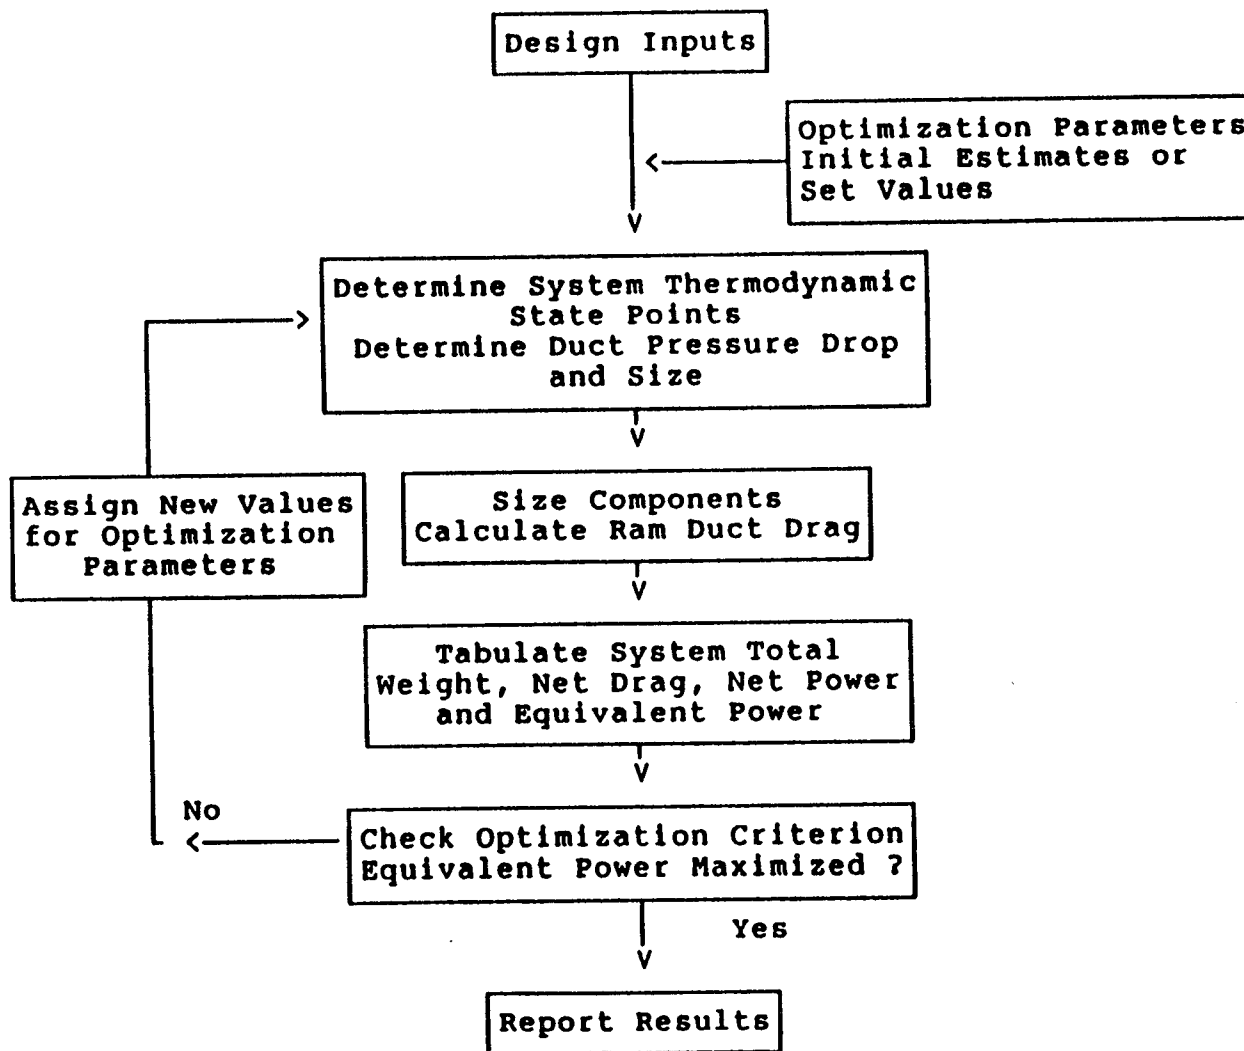 Design Inputs
Optimization Parameters
Initial Estimates or
Set Values
Determine System Thermodynamic
State Points
Determine Duct Pressure Drop
and Size
Assign New Values
for Optimization
Parameters
Size Components
Calculate Ram Duct Drag
Tabulate System Total
Weight, Net Drag, Net Power
and Equivalent Power
No
Check Optimization Criterion
Equivalent Power Maximized ?
Yes
Report Results